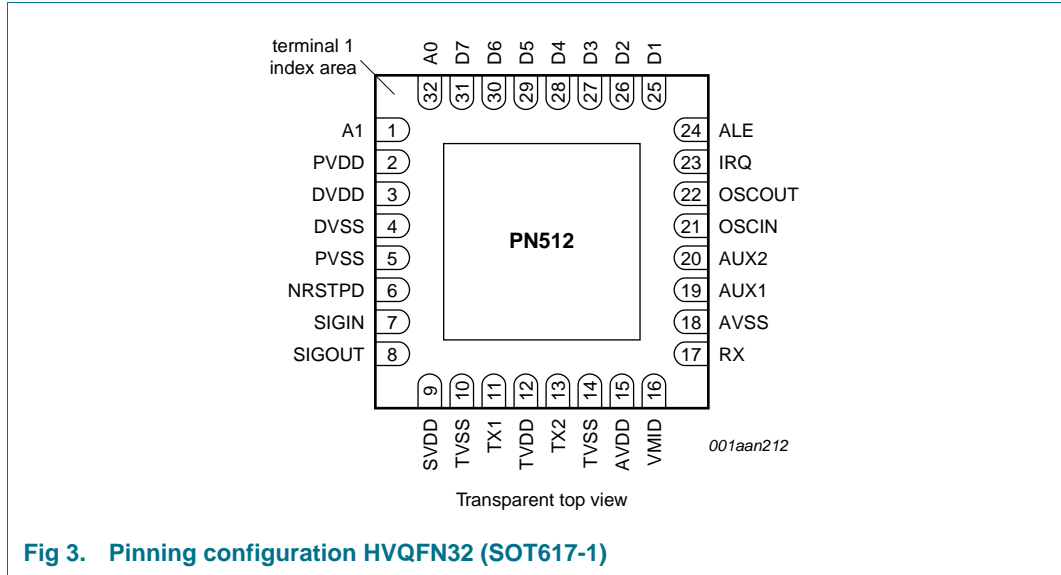 terminal 1
index area
A0
D7
D6
D5
D4
D3
D2
D1
32
31
30
29
28
27
26
25
A1 1
PVDD 2
DVDD 3
DVSS 4
PVSS 5
NRSTPD 6
SIGIN 7
SIGOUT 8
PN512
24 ALE
23 IRQ
22 OSCOUT
21 OSCIN
20 AUX2
19 AUX1
18 AVSS
17 RX
9
10
11
12
13
14
15
16
SVDD
TVSS
TX1
TVDD
TX2
TVSS
AVDD
VMID
001aan212
Transparent top view
Fig 3. Pinning configuration HVQFN32 (SOT617-1)